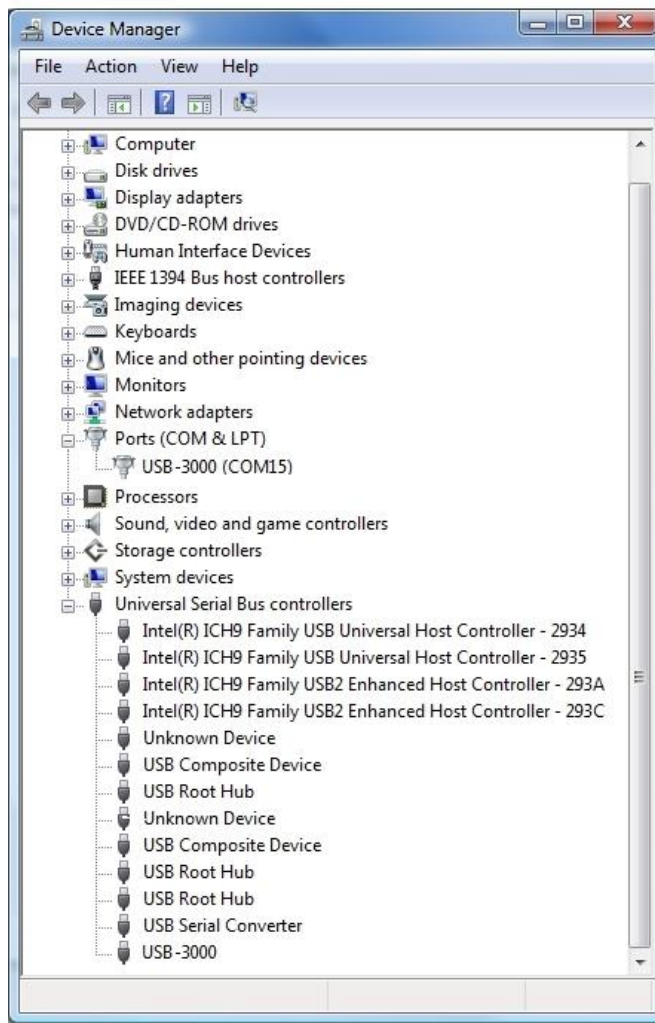 Device Manager
File Action View Help
Computer
Disk drives
Display adapters
DVD/CD-ROM drives
Human Interface Devices
IEEE 1394 Bus host controllers
Imaging devices
Keyboards
Mice and other pointing devices
Monitors
Network adapters
Ports (COM & LPT)
USB-3000 (COM15)
Processors
Sound, video and game controllers
Storage controllers
System devices
Universal Serial Bus controllers
Intel(R) ICH9 Family USB Universal Host Controller - 2934
Intel(R) ICH9 Family USB Universal Host Controller - 2935
Intel(R) ICH9 Family USB2 Enhanced Host Controller - 293A
Intel(R) ICH9 Family USB2 Enhanced Host Controller - 293C
Unknown Device
USB Composite Device
USB Root Hub
Unknown Device
USB Composite Device
USB Root Hub
USB Root Hub
USB Serial Converter
USB-3000